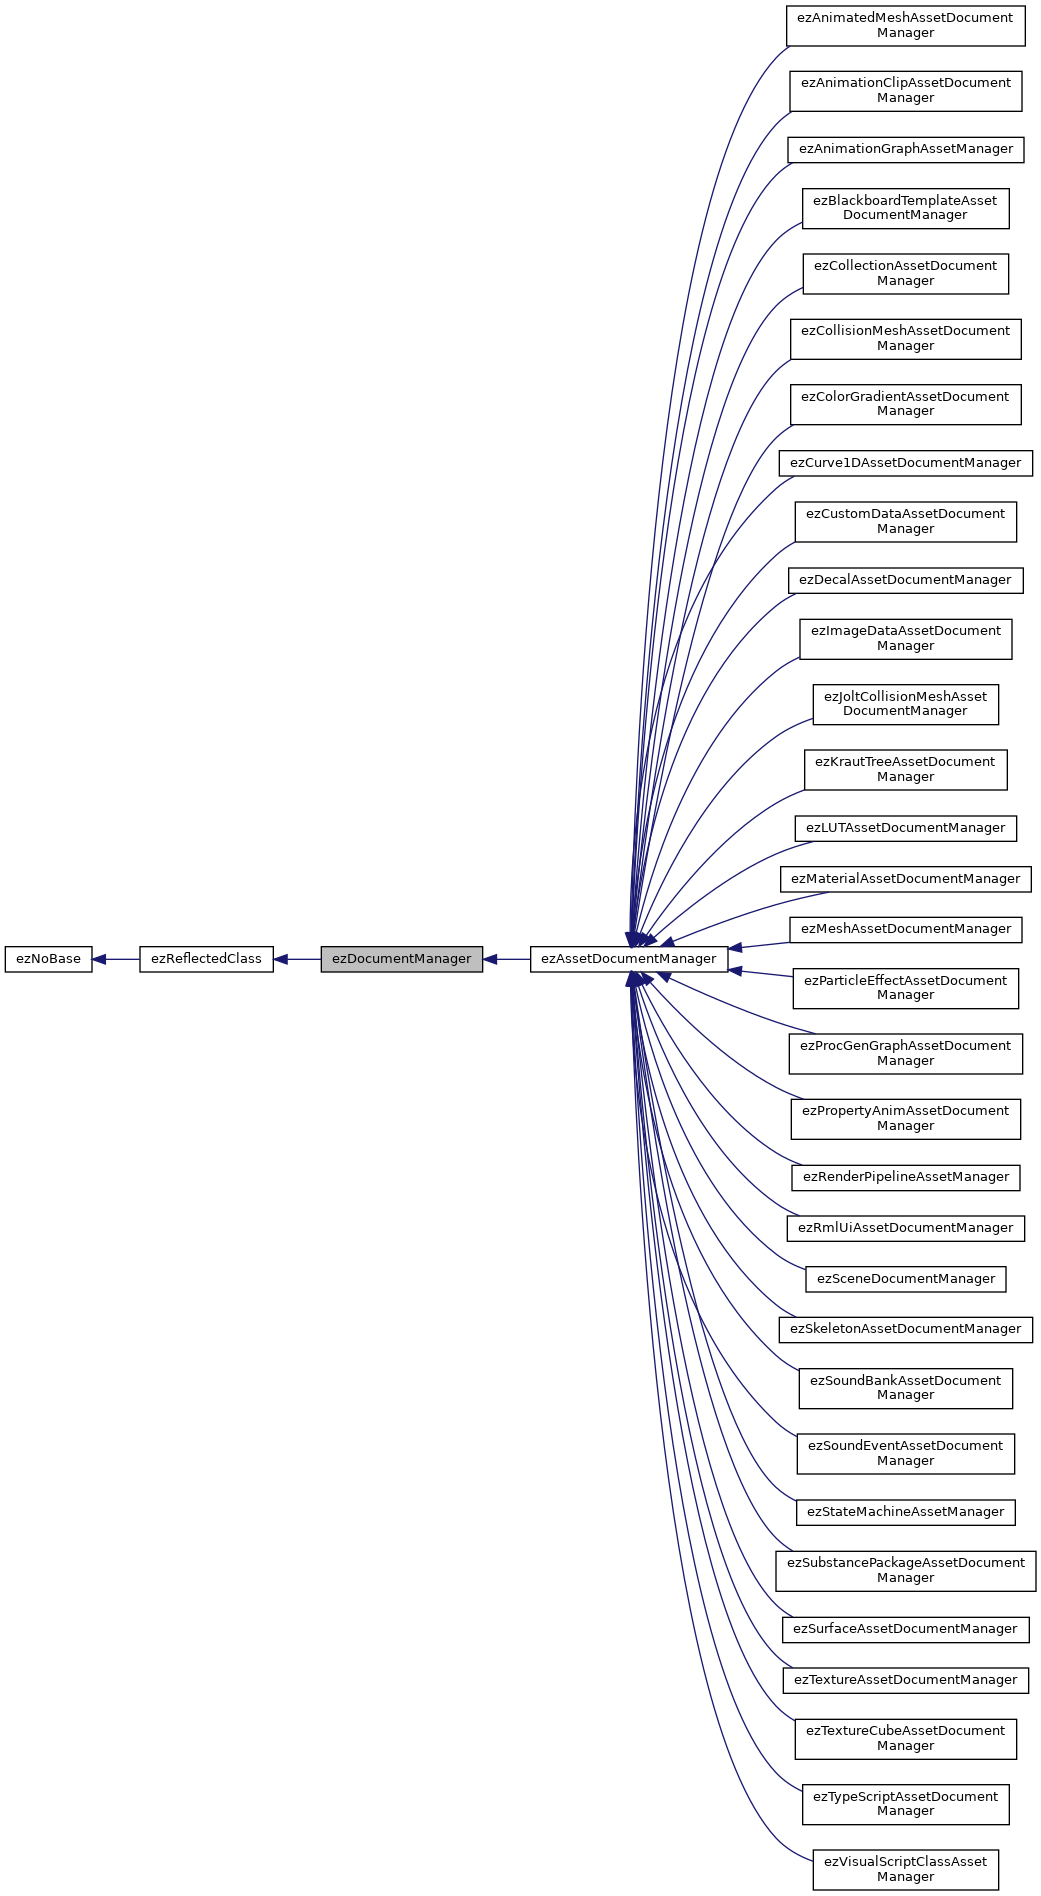 ezAnimatedMeshAssetDocument
Manager
ezAnimationClipAssetDocument
Manager
ezAnimationGraphAssetManager
ezBlackboardTemplateAsset
DocumentManager
ezCollectionAssetDocument
Manager
ezCollisionMeshAssetDocument
Manager
ezColorGradientAssetDocument
Manager
ezCurve1DAssetDocumentManager
ezCustomDataAssetDocument
Manager
ezDecalAssetDocumentManager
ezImageDataAssetDocument
Manager
ezJoltCollisionMeshAsset
DocumentManager
ezKrautTreeAssetDocument
Manager
ezLUTAssetDocumentManager
ezMaterialAssetDocumentManager
ezMeshAssetDocumentManager
ezNoBase
ezReflectedClass
ezDocumentManager
ezAssetDocumentManager
ezParticleEffectAssetDocument
Manager
ezProcGenGraphAssetDocument
Manager
ezPropertyAnimAssetDocument
Manager
ezRenderPipelineAssetManager
ezRmlUiAssetDocumentManager
ezSceneDocumentManager
ezSkeletonAssetDocumentManager
ezSoundBankAssetDocument
Manager
ezSoundEventAssetDocument
Manager
ezStateMachineAssetManager
ezSubstancePackageAssetDocument
Manager
ezSurfaceAssetDocumentManager
ezTextureAssetDocumentManager
ezTextureCubeAssetDocument
Manager
ezTypeScriptAssetDocument
Manager
ezVisualScriptClassAsset
Manager